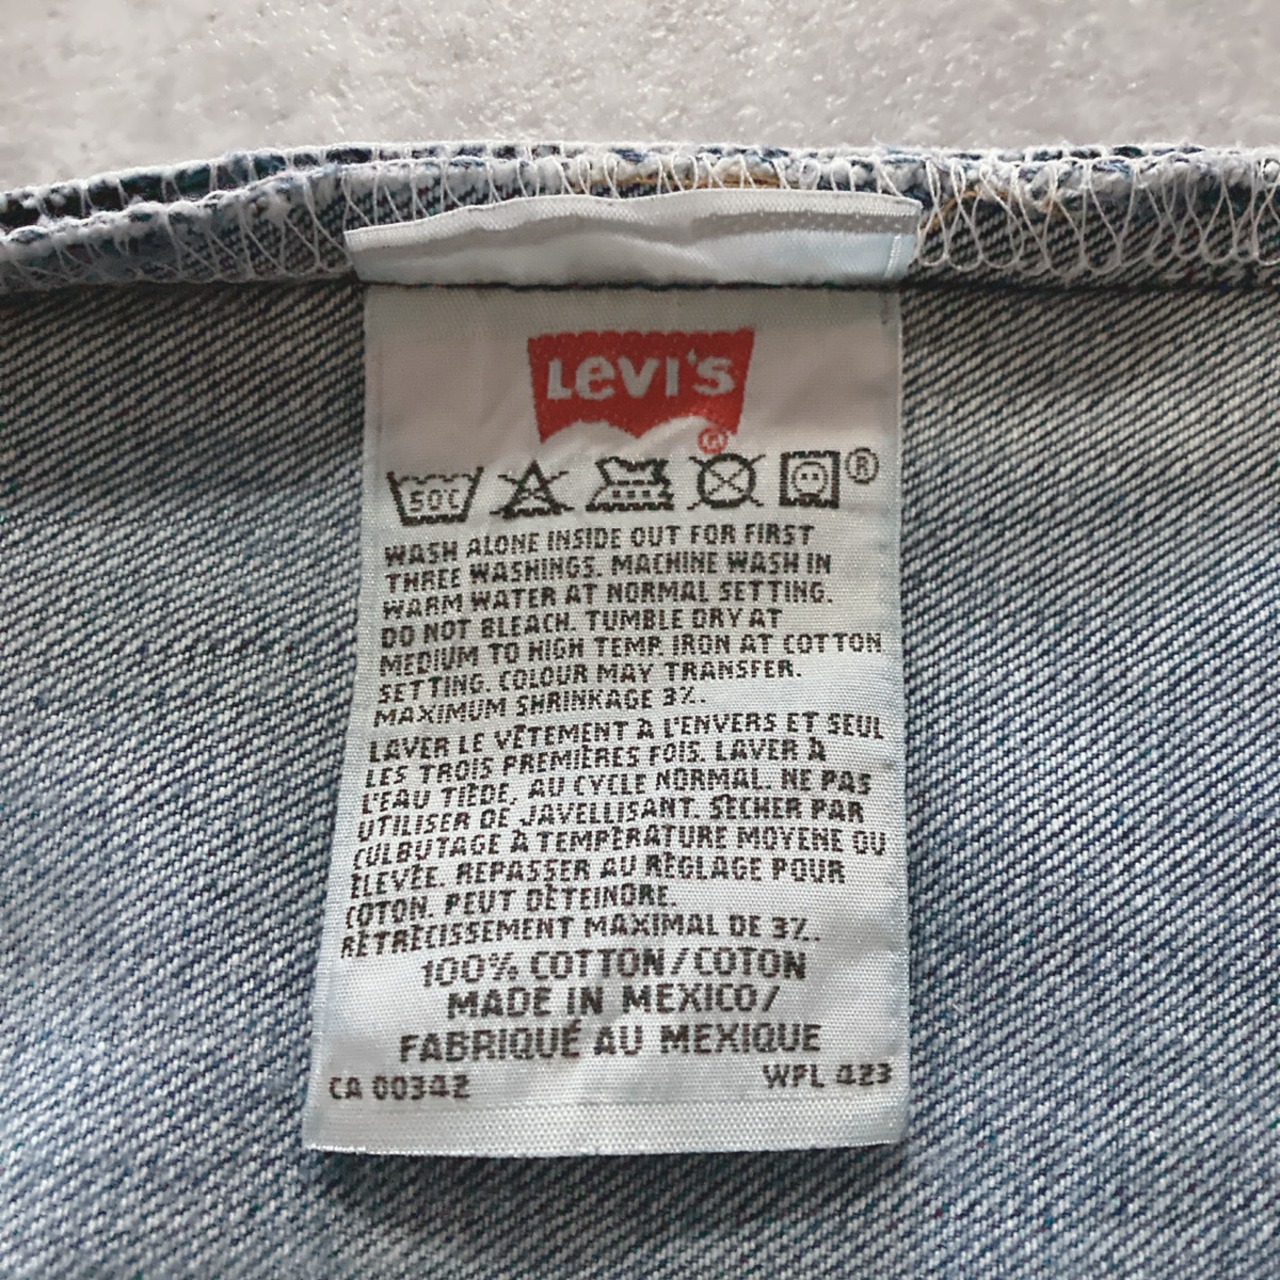 Levi's
50°C ®
WASH ALONE INSIDE OUT FOR FIRST
THREE WASHINGS. MACHINE WASH IN
WARM WATER AT NORMAL SETTING.
DO NOT BLEACH. TUMBLE DRY AT
MEDIUM TO HIGH TEMP. IRON AT COTTON
SETTING. COLOUR MAY TRANSFER.
MAXIMUM SHRINKAGE 3%.
LAVER LE VÊTEMENT À L'ENVERS ET SEUL
LES TROIS PREMIÈRES FOIS. LAVER À
L'EAU TIÈDE, AU CYCLE NORMAL. NE PAS
UTILISER DE JAVELLISANT. SÉCHER PAR
CULBUTAGE À TEMPÉRATURE MOYENE OU
ÉLEVÉE. REPASSER AU RÉGLAGE POUR
COTON. PEUT DÉTEINDRE.
RÉTRÉCISSEMENT MAXIMAL DE 3%.
100% COTTON/COTON
MADE IN MEXICO/
FABRIQUÉ AU MEXIQUE
CA 00342 WPL 423